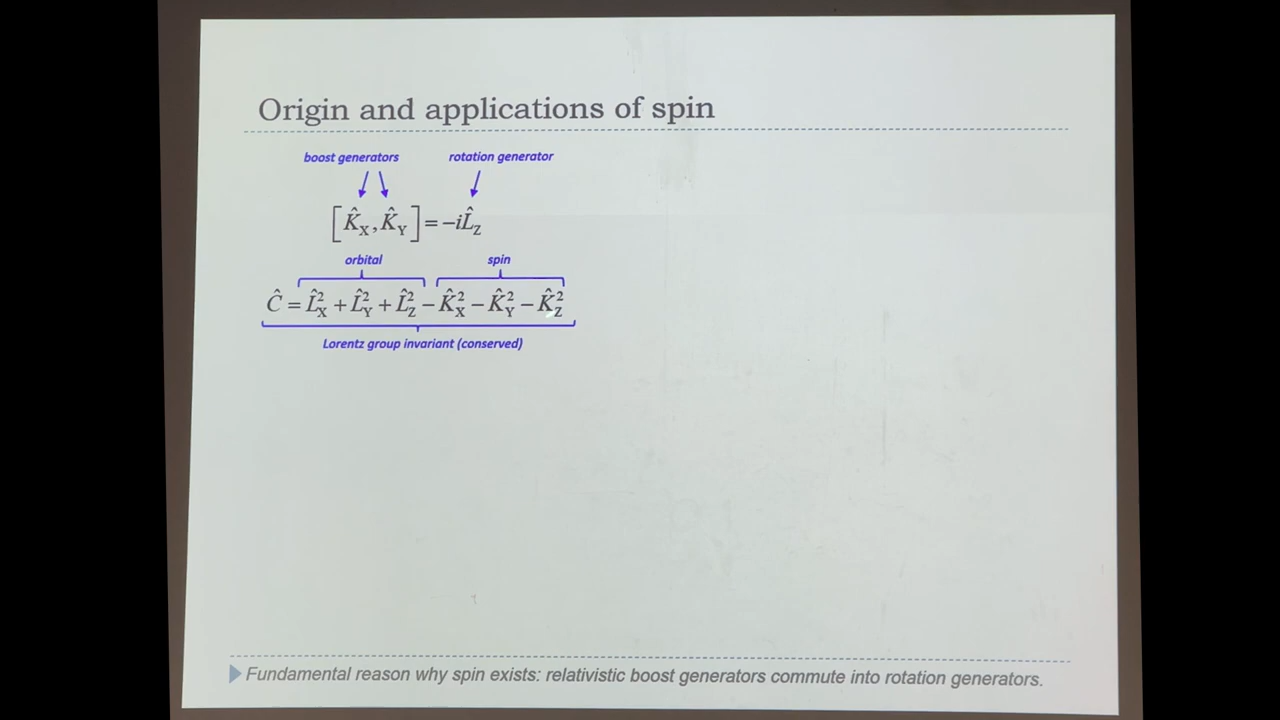 Origin and applications of spin
boost generators rotation generator
[K̂_X, K̂_Y] = −iL̂_Z
orbital spin
Ĉ = L̂²_X + L̂²_Y + L̂²_Z − K̂²_X − K̂²_Y − K̂²_Z
Lorentz group invariant (conserved)
Fundamental reason why spin exists: relativistic boost generators commute into rotation generators.